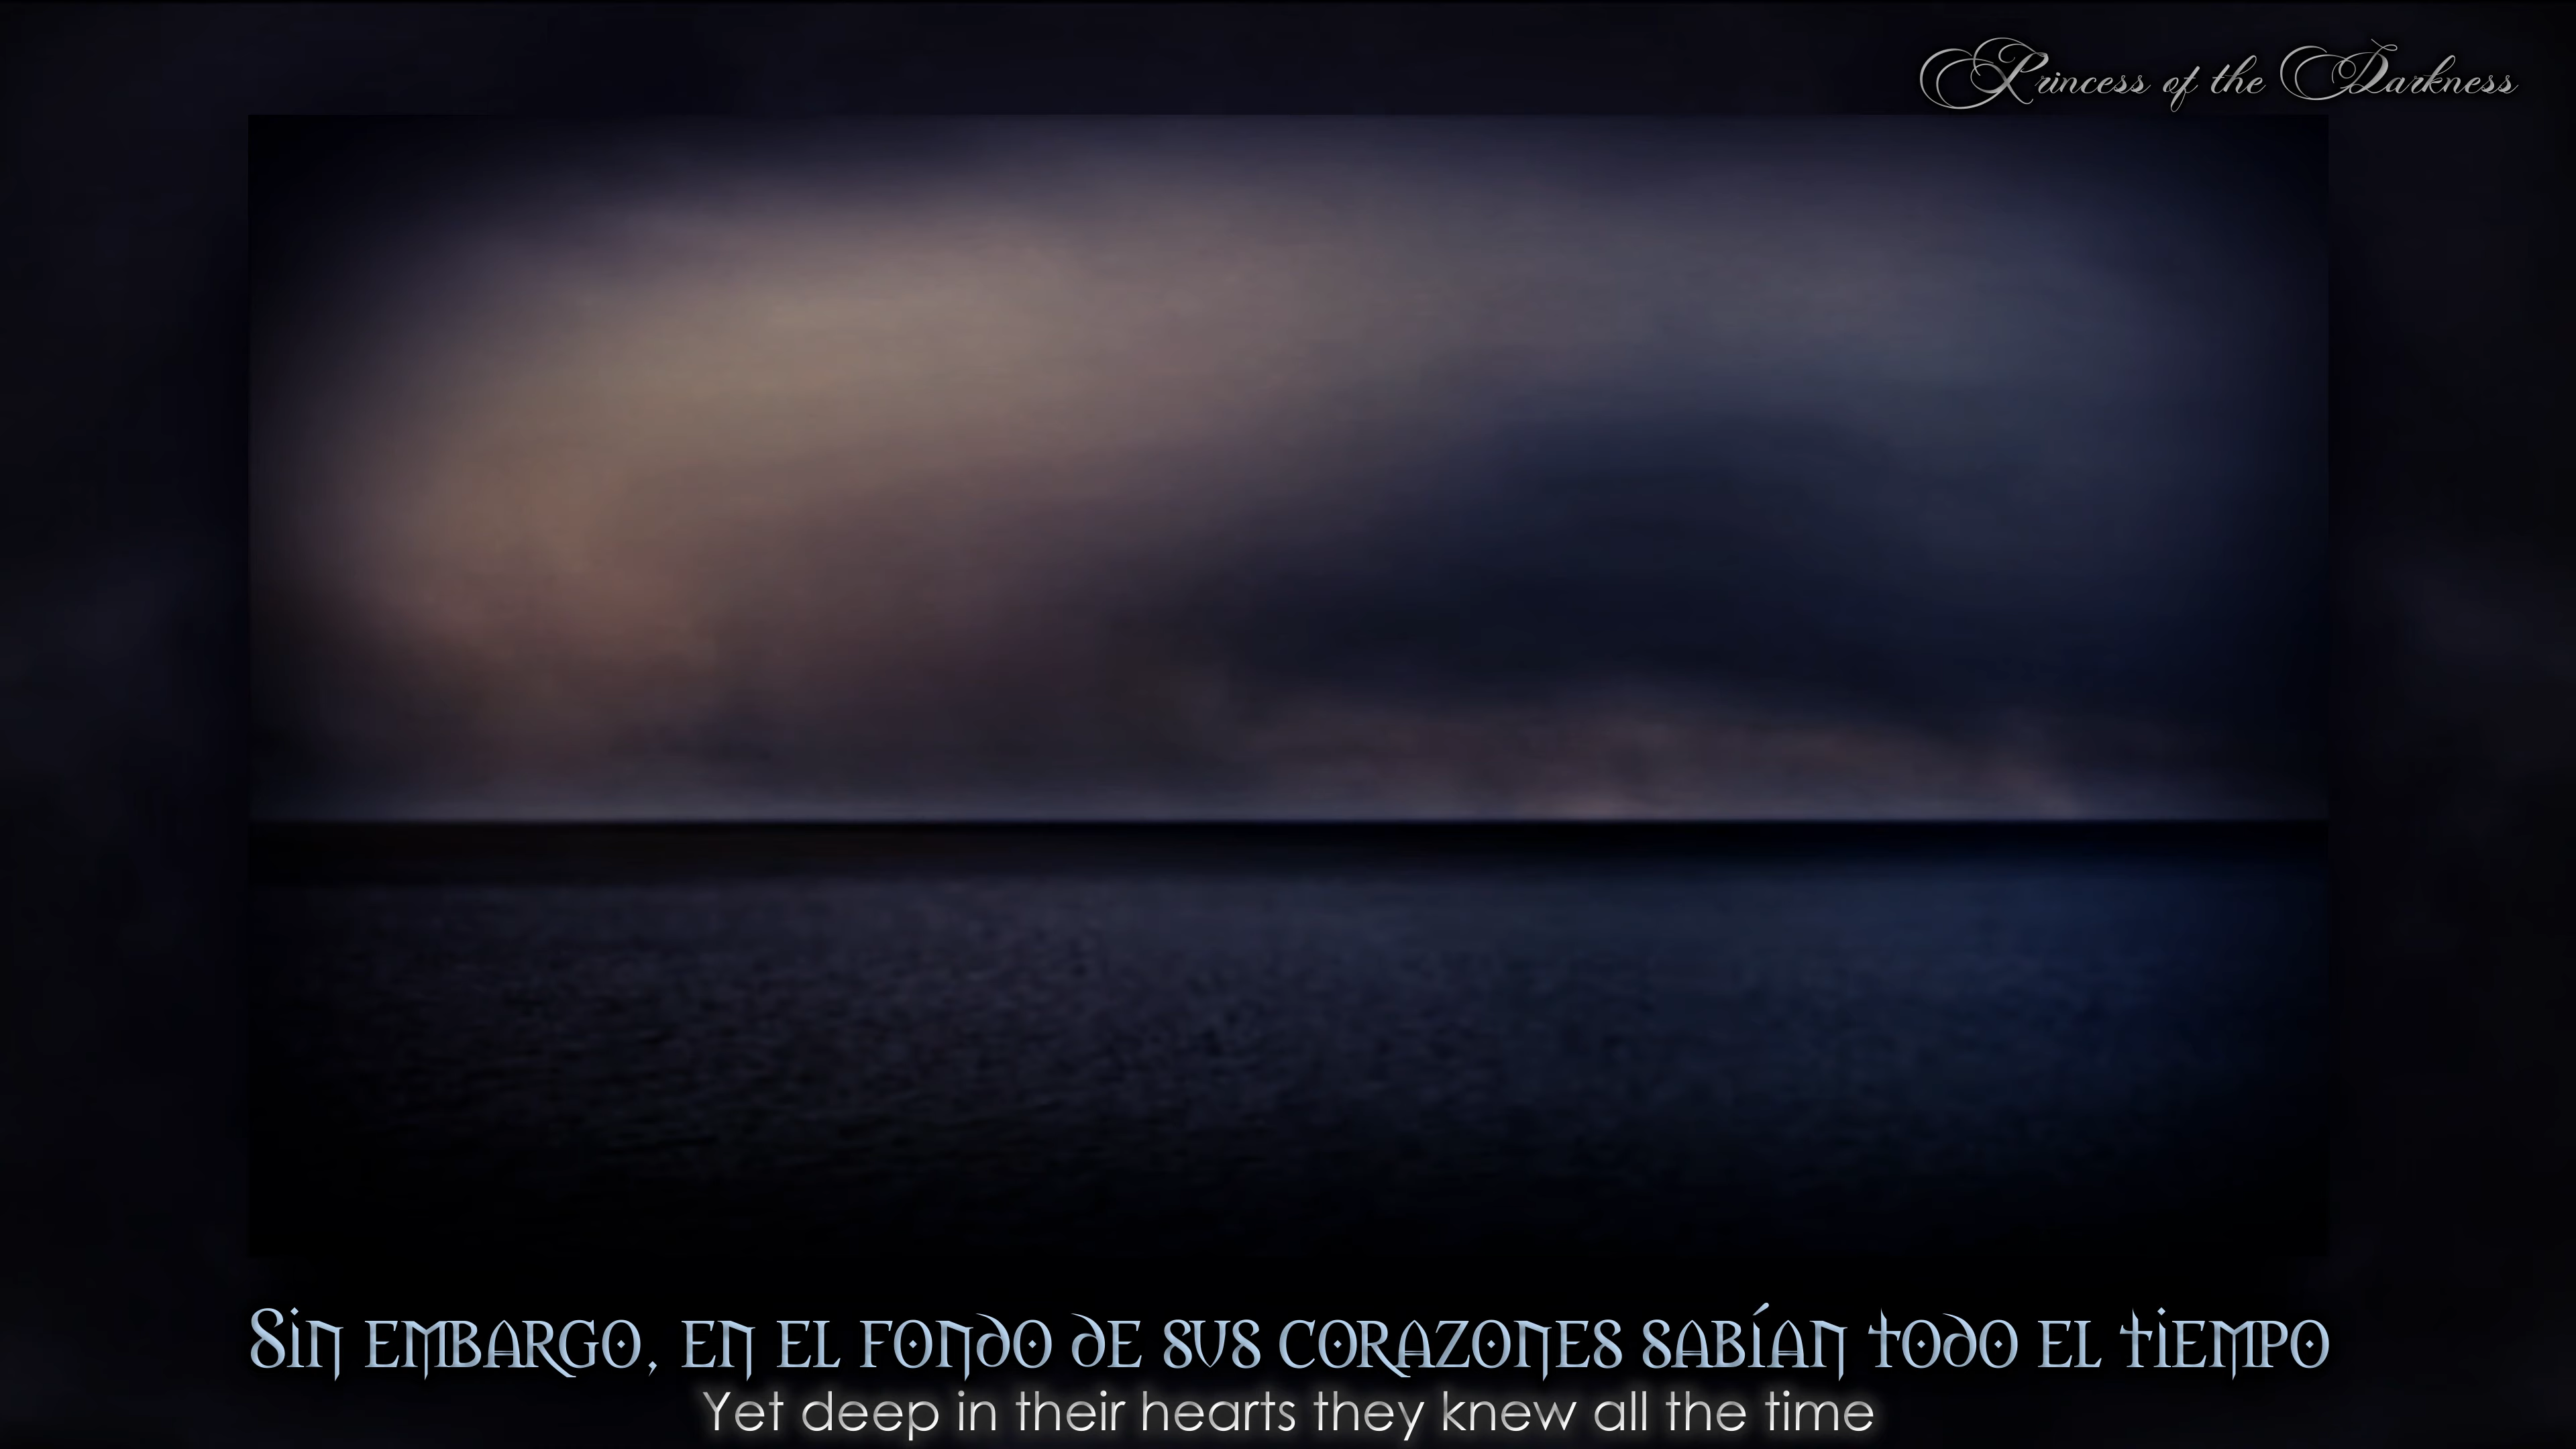 Princess of the Darkness
Sin embargo, en el fondo de sus corazones sabían todo el tiempo
Yet deep in their hearts they knew all the time